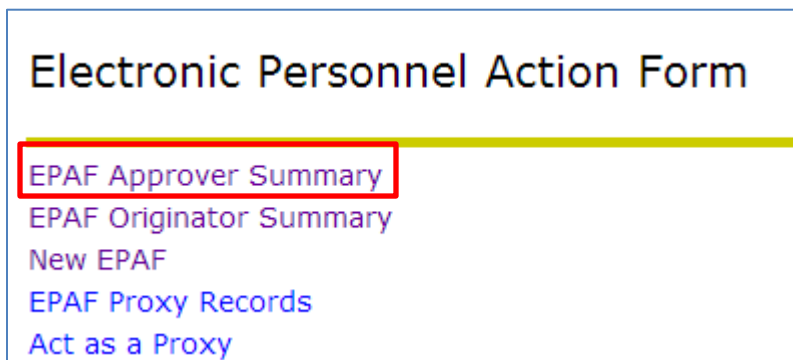 Electronic Personnel Action Form
EPAF Approver Summary
EPAF Originator Summary
New EPAF
EPAF Proxy Records
Act as a Proxy